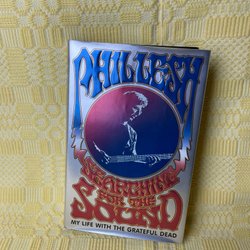 PHIL LESH
SEARCHING
FOR THE
SOUND
MY LIFE WITH THE GRATEFUL DEAD